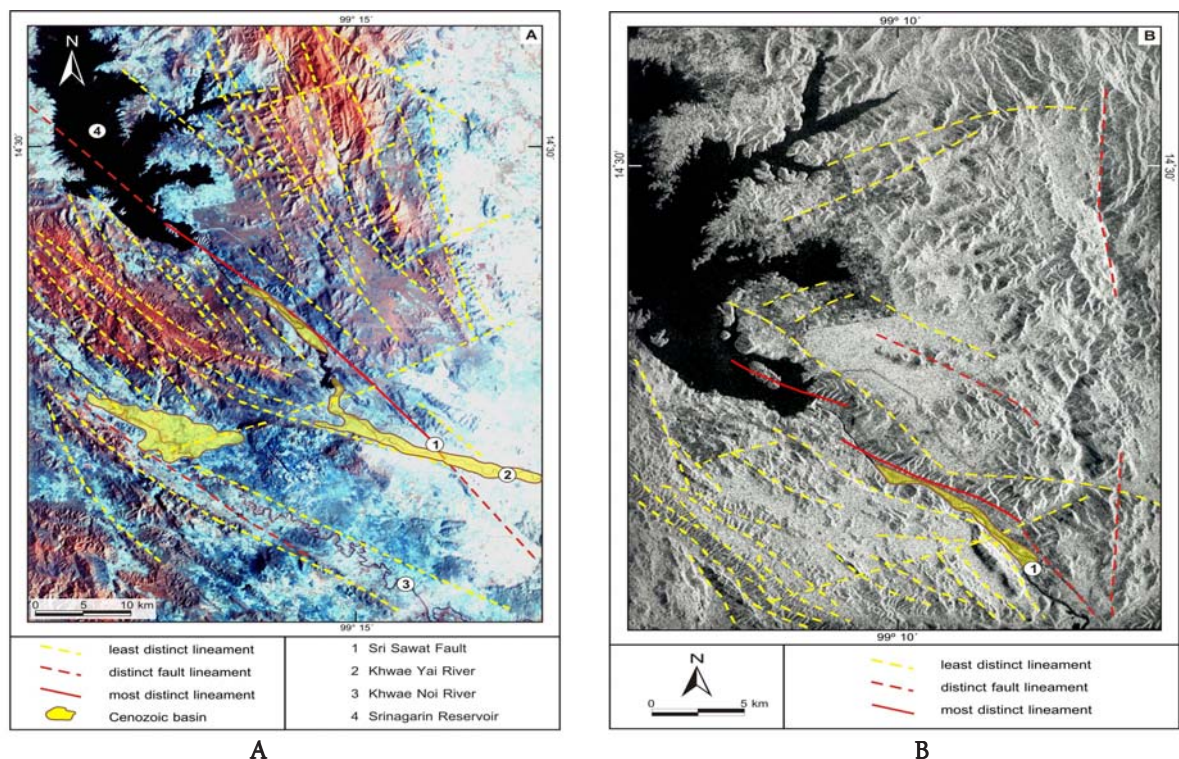 99° 15'
A
N
4
14°30'
14°30'
1
2
3
0 5 10 km
99° 15'
least distinct lineament
distinct fault lineament
most distinct lineament
Cenozoic basin
1 Sri Sawat Fault
2 Khwae Yai River
3 Khwae Noi River
4 Srinagarin Reservoir
A
99° 10'
B
14°30'
14°30'
1
99° 10'
N
0 5 km
least distinct lineament
distinct fault lineament
most distinct lineament
B